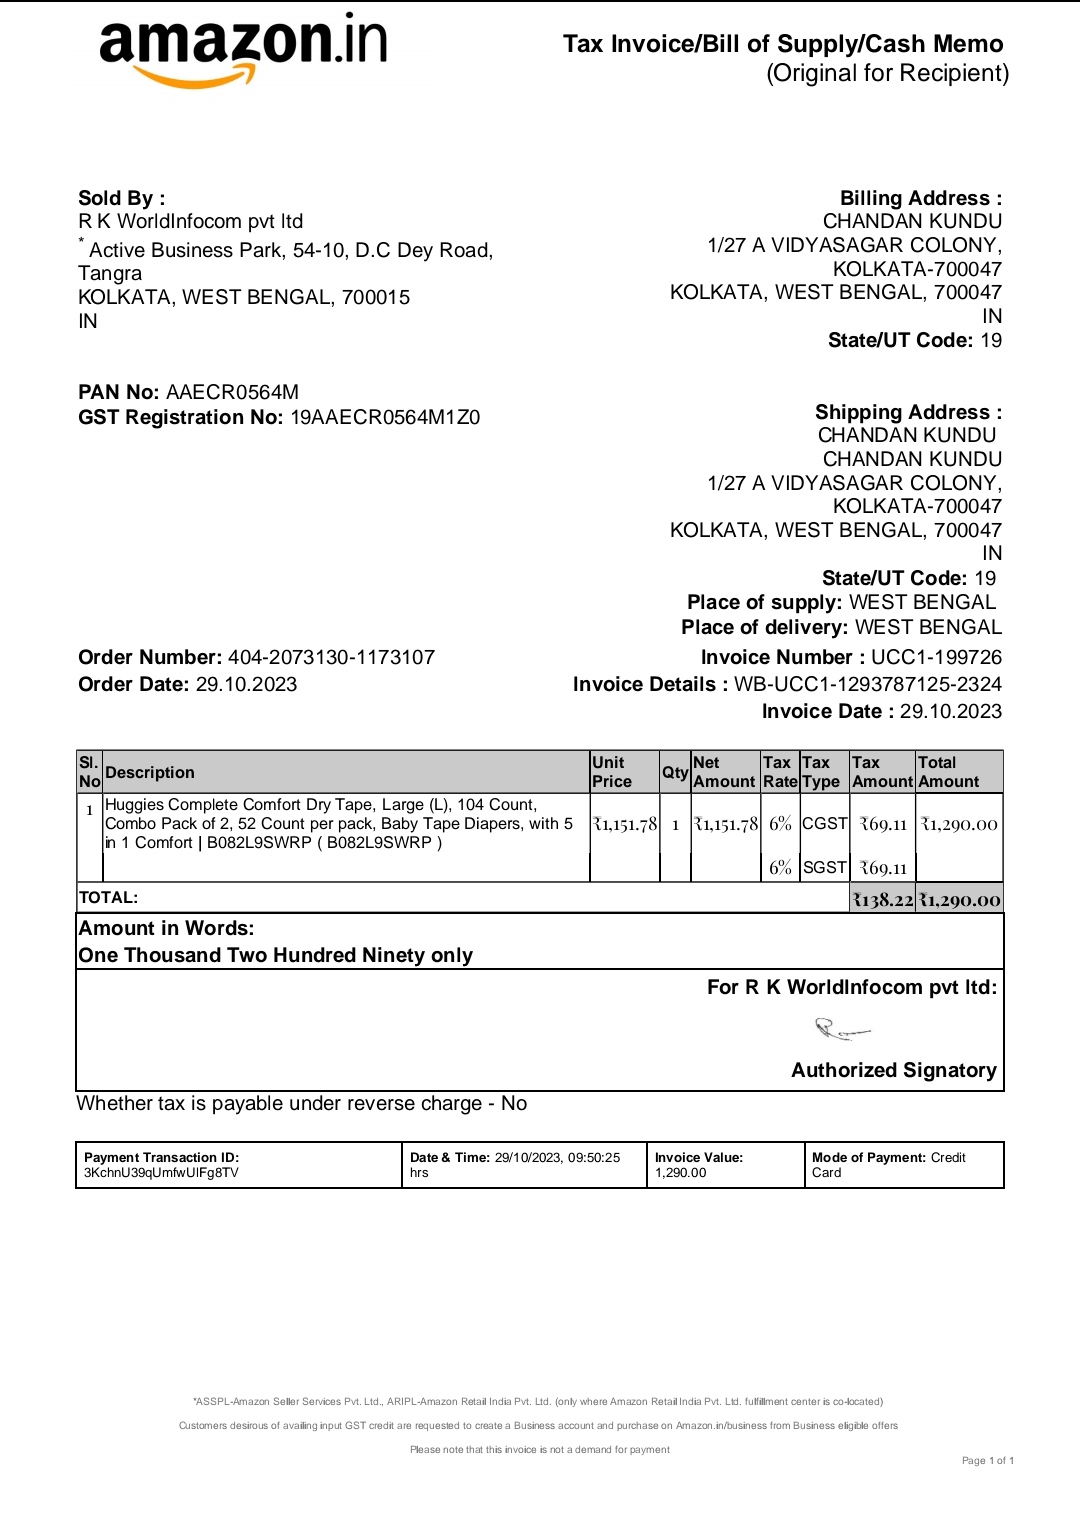 amazon.in
Tax Invoice/Bill of Supply/Cash Memo
(Original for Recipient)
Sold By :
R K WorldInfocom pvt ltd
* Active Business Park, 54-10, D.C Dey Road,
Tangra
KOLKATA, WEST BENGAL, 700015
IN
PAN No: AAECR0564M
GST Registration No: 19AAECR0564M1Z0
Billing Address :
CHANDAN KUNDU
1/27 A VIDYASAGAR COLONY,
KOLKATA-700047
KOLKATA, WEST BENGAL, 700047
IN
State/UT Code: 19
Shipping Address :
CHANDAN KUNDU
CHANDAN KUNDU
1/27 A VIDYASAGAR COLONY,
KOLKATA-700047
KOLKATA, WEST BENGAL, 700047
IN
State/UT Code: 19
Place of supply: WEST BENGAL
Place of delivery: WEST BENGAL
Order Number: 404-2073130-1173107
Order Date: 29.10.2023
Invoice Number : UCC1-199726
Invoice Details : WB-UCC1-1293787125-2324
Invoice Date : 29.10.2023
Sl. No Description Unit Price Qty Net Amount Tax Rate Tax Type Tax Amount Total Amount
1 Huggies Complete Comfort Dry Tape, Large (L), 104 Count,
Combo Pack of 2, 52 Count per pack, Baby Tape Diapers, with 5
in 1 Comfort | B082L9SWRP ( B082L9SWRP )
₹1,151.78 1 ₹1,151.78 6% CGST ₹69.11 ₹1,290.00
6% SGST ₹69.11
TOTAL: ₹138.22 ₹1,290.00
Amount in Words:
One Thousand Two Hundred Ninety only
For R K WorldInfocom pvt ltd:
Authorized Signatory
Whether tax is payable under reverse charge - No
Payment Transaction ID:
3KchnU39qUmfwUIFg8TV
Date & Time: 29/10/2023, 09:50:25
hrs
Invoice Value:
1,290.00
Mode of Payment: Credit
Card
*ASSPL-Amazon Seller Services Pvt. Ltd., ARIPL-Amazon Retail India Pvt. Ltd. (only where Amazon Retail India Pvt. Ltd. fulfillment center is co-located)
Customers desirous of availing input GST credit are requested to create a Business account and purchase on Amazon.in/business from Business eligible offers
Please note that this invoice is not a demand for payment
Page 1 of 1